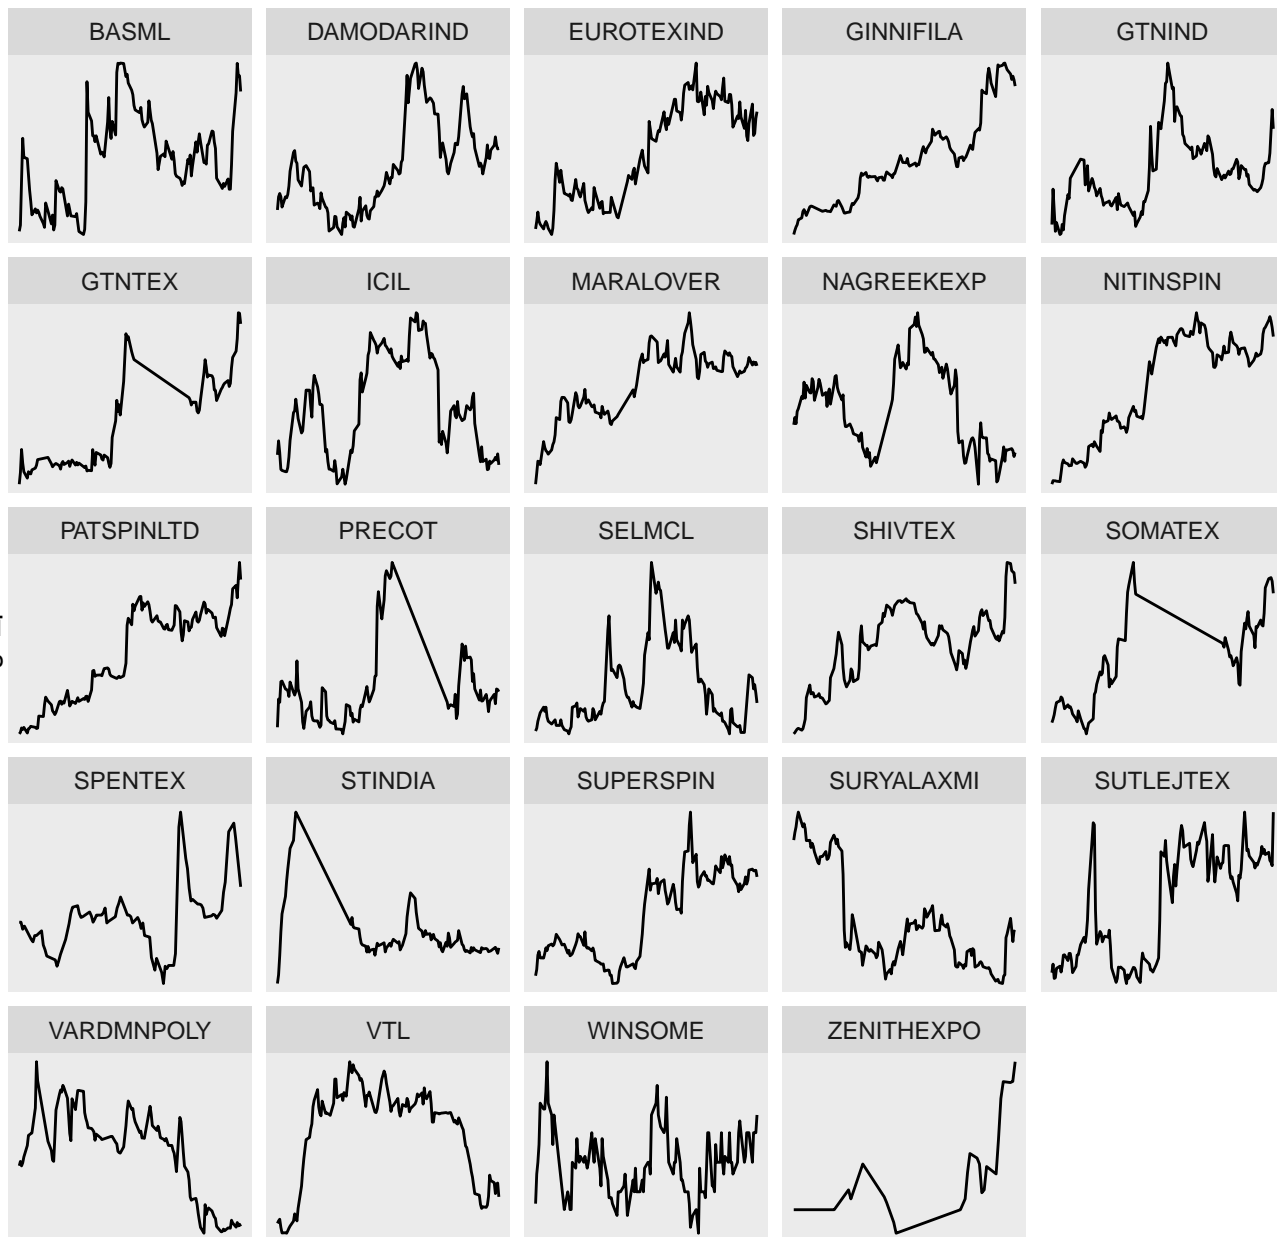 BASML
DAMODARIND
EUROTEXIND
GINNIFILA
GTNIND
GTNTEX
ICIL
MARALOVER
NAGREEKEXP
NITINSPIN
PATSPINLTD
PRECOT
SELMCL
SHIVTEX
SOMATEX
SPENTEX
STINDIA
SUPERSPIN
SURYALAXMI
SUTLEJTEX
VARDMNPOLY
VTL
WINSOME
ZENITHEXPO